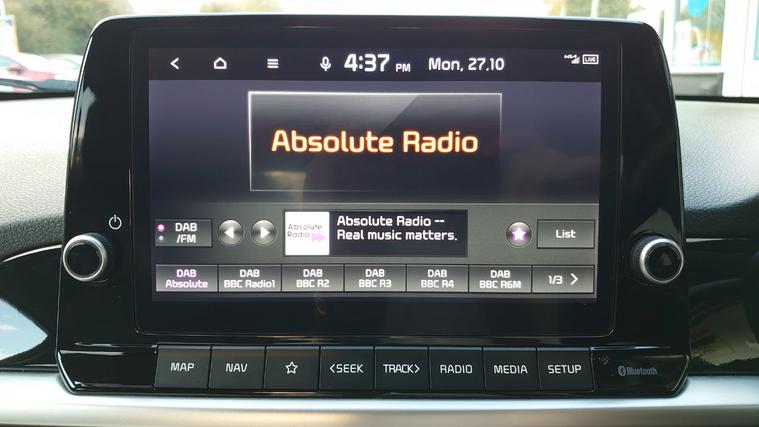 4:37 PM Mon, 27.10
LIVE
Absolute Radio
DAB
/FM
Absolute
Radio
Absolute Radio --
Real music matters.
List
DAB
Absolute
DAB
BBC Radio1
DAB
BBC R2
DAB
BBC R3
DAB
BBC R4
DAB
BBC R6M
1/3
MAP
NAV
<SEEK
TRACK>
RADIO
MEDIA
SETUP
Bluetooth